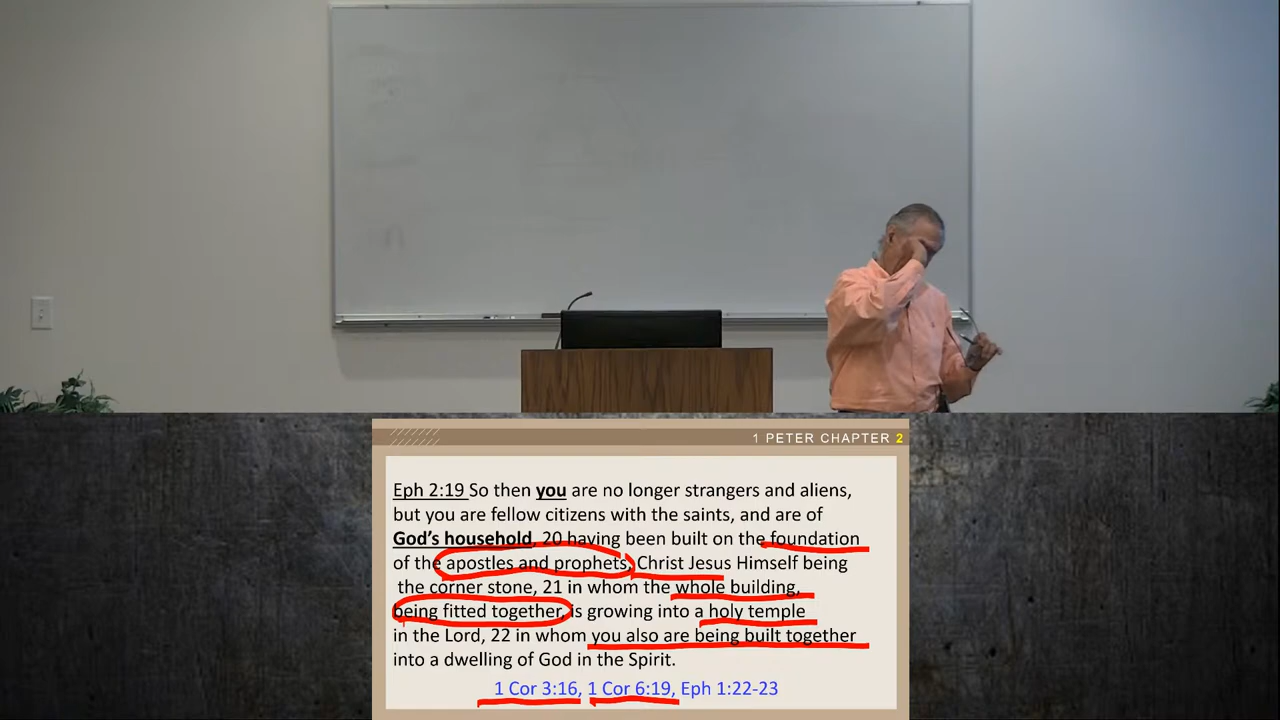 1 PETER CHAPTER 2
Eph 2:19 So then you are no longer strangers and aliens,
but you are fellow citizens with the saints, and are of
God's household, 20 having been built on the foundation
of the apostles and prophets, Christ Jesus Himself being
the corner stone, 21 in whom the whole building,
being fitted together, is growing into a holy temple
in the Lord, 22 in whom you also are being built together
into a dwelling of God in the Spirit.
1 Cor 3:16, 1 Cor 6:19, Eph 1:22-23